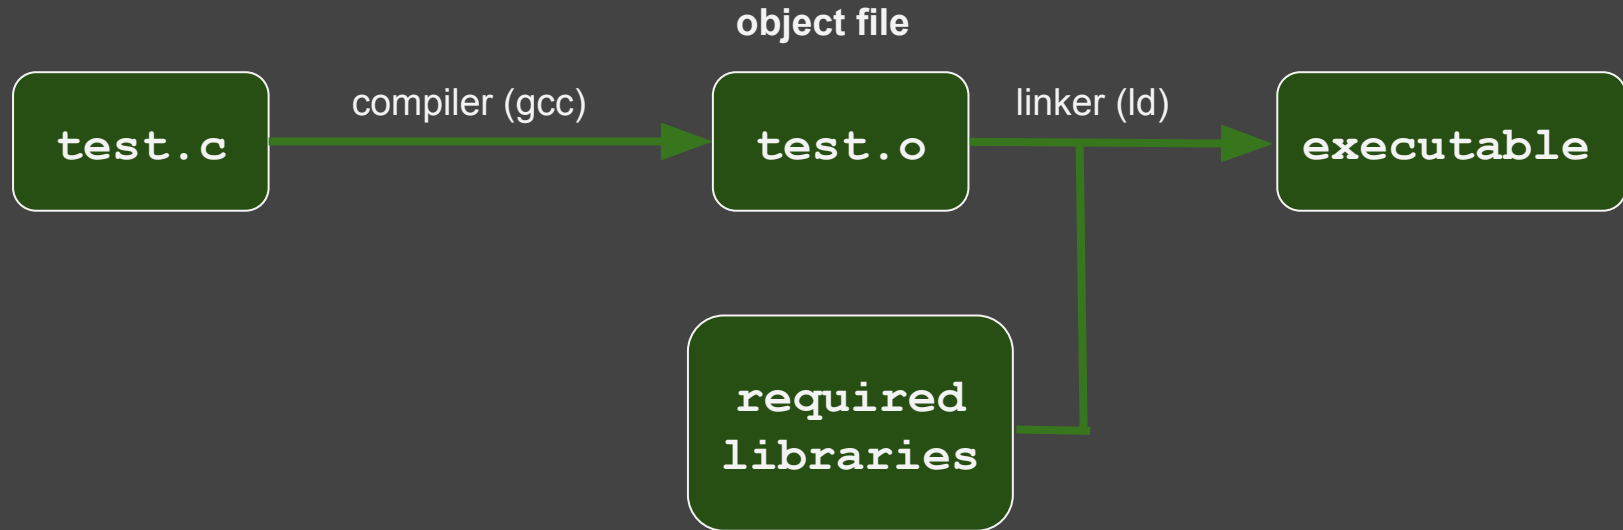 object file
compiler (gcc)
linker (ld)
test.c
test.o
executable
required
libraries